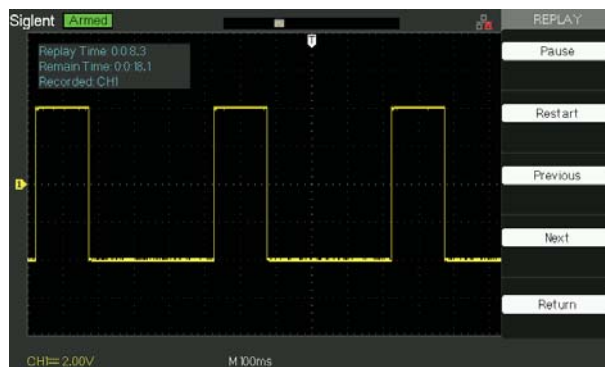 Siglent Armed REPLAY
T
Replay Time: 0:0:8.3
Remain Time: 0:0:18.1
Recorded: CH1
Pause
Restart
Previous
1
Next
Return
CH1 2.00V M 100ms